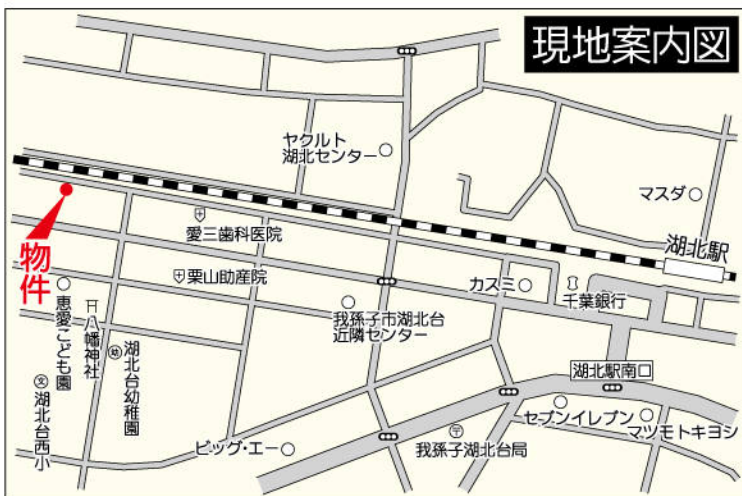 現地案内図
ヤクルト
湖北センター
マスダ
湖北駅
物件
愛三歯科医院
栗山助産院
カスミ
千葉銀行
我孫子市湖北台
近隣センター
恵愛こども園
八幡神社
幼
湖北台幼稚園
文
湖北台西小
湖北駅南口
セブンイレブン
マツモトキヨシ
ビッグ・エー
我孫子湖北台局